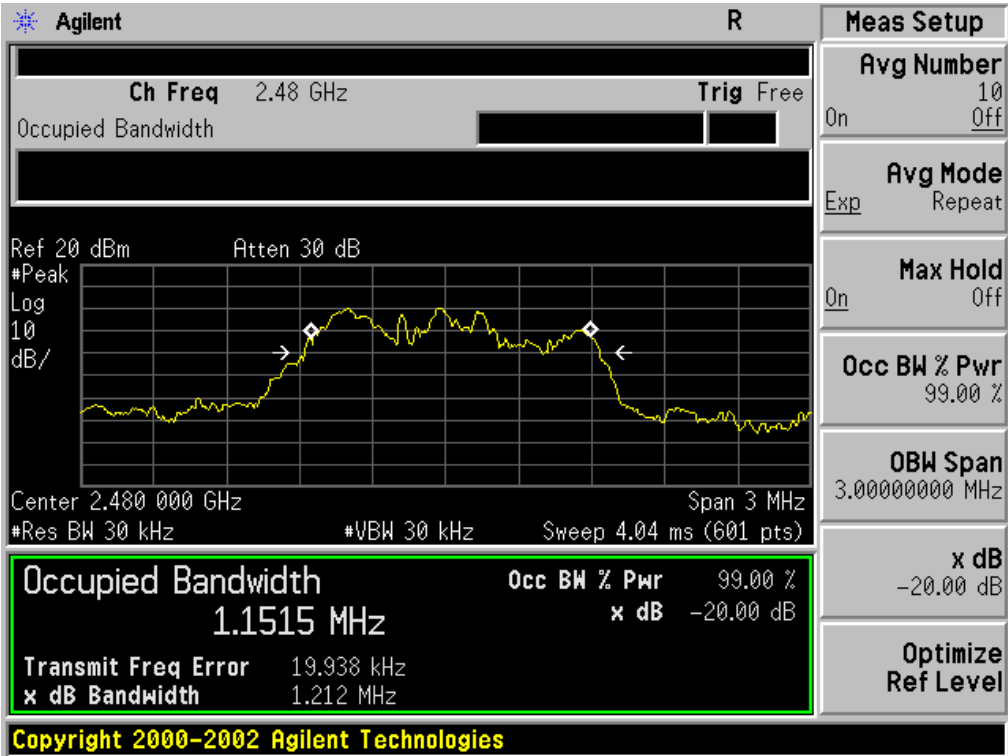 Agilent R Meas Setup
Ch Freq 2.48 GHz Trig Free
Occupied Bandwidth
Ref 20 dBm Atten 30 dB
#Peak
Log
10
dB/
Center 2.480 000 GHz Span 3 MHz
#Res BW 30 kHz #VBW 30 kHz Sweep 4.04 ms (601 pts)
Occupied Bandwidth Occ BW % Pwr 99.00 %
1.1515 MHz x dB -20.00 dB
Transmit Freq Error 19.938 kHz
x dB Bandwidth 1.212 MHz
Avg Number
10
On Off
Avg Mode
Exp Repeat
Max Hold
On Off
Occ BW % Pwr
99.00 %
OBW Span
3.00000000 MHz
x dB
-20.00 dB
Optimize
Ref Level
Copyright 2000-2002 Agilent Technologies